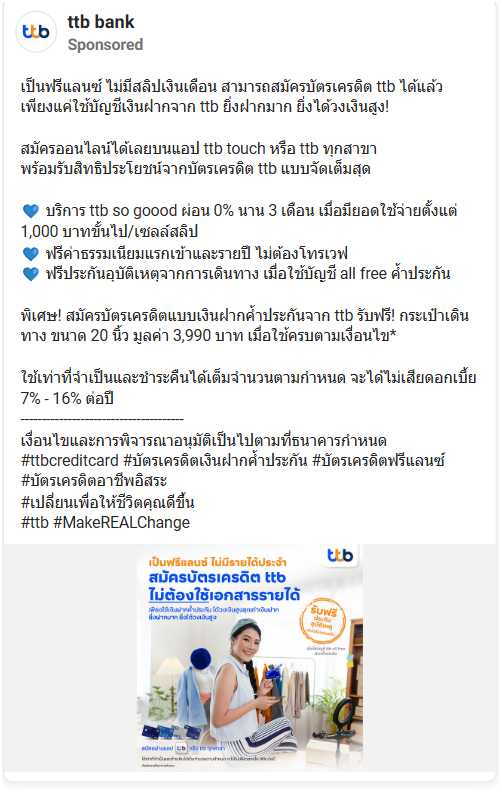 ttb
ttb bank
Sponsored
เป็นฟรีแลนซ์ ไม่มีสลิปเงินเดือน สามารถสมัครบัตรเครดิต ttb ได้แล้ว
เพียงแค่ใช้บัญชีเงินฝากจาก ttb ยิ่งฝากมาก ยิ่งได้วงเงินสูง!
สมัครออนไลน์ได้เลยบนแอป ttb touch หรือ ttb ทุกสาขา
พร้อมรับสิทธิประโยชน์จากบัตรเครดิต ttb แบบจัดเต็มสุด
💙 บริการ ttb so goood ผ่อน 0% นาน 3 เดือน เมื่อมียอดใช้จ่ายตั้งแต่
1,000 บาทขั้นไป/เซลล์สลิป
💙 ฟรีค่าธรรมเนียมแรกเข้าและรายปี ไม่ต้องโทรเวฟ
💙 ฟรีประกันอุบัติเหตุจากการเดินทาง เมื่อใช้บัญชี all free ค้ำประกัน
พิเศษ! สมัครบัตรเครดิตแบบเงินฝากค้ำประกันจาก ttb รับฟรี! กระเป๋าเดิน
ทาง ขนาด 20 นิ้ว มูลค่า 3,990 บาท เมื่อใช้ครบตามเงื่อนไข*
ใช้เท่าที่จำเป็นและชำระคืนได้เต็มจำนวนตามกำหนด จะได้ไม่เสียดอกเบี้ย
7% - 16% ต่อปี
--------------------------------------
เงื่อนไขและการพิจารณาอนุมัติเป็นไปตามที่ธนาคารกำหนด
#ttbcreditcard #บัตรเครดิตเงินฝากค้ำประกัน #บัตรเครดิตฟรีแลนซ์
#บัตรเครดิตอาชีพอิสระ
#เปลี่ยนเพื่อให้ชีวิตคุณดีขึ้น
#ttb #MakeREALChange
ttb
เป็นฟรีแลนซ์ ไม่มีรายได้ประจำ
สมัครบัตรเครดิต ttb
ไม่ต้องใช้เอกสารรายได้
เพียงใช้เงินฝากค้ำประกัน ได้วงเงินสูงสุดเท่าเงินฝาก
ยิ่งฝากมาก ยิ่งได้วงเงินสูง
รับฟรี
ประกัน
อุบัติเหตุ
สมัครผ่านแอป ttb หรือ ttb ทุกสาขา